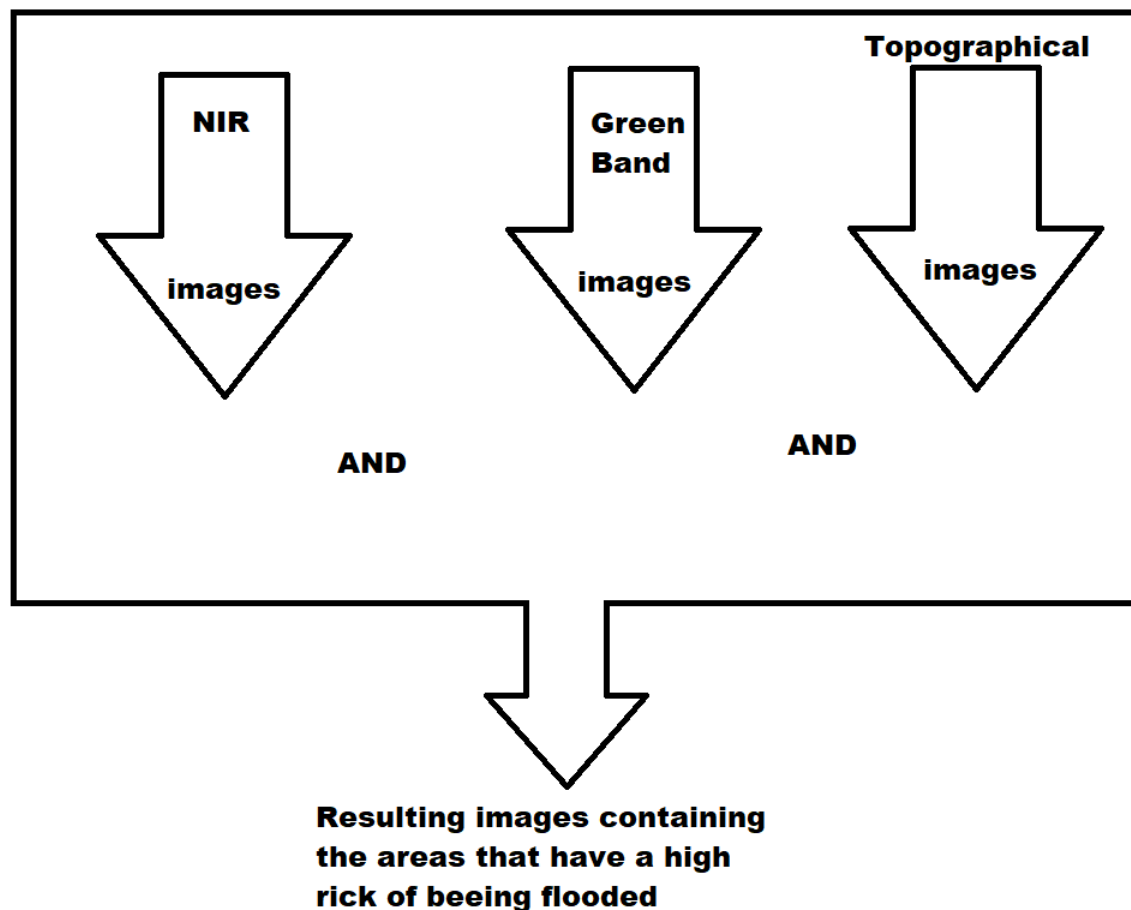 Topographical
NIR
Green
Band
images
images
images
AND
AND
Resulting images containing
the areas that have a high
rick of beeing flooded